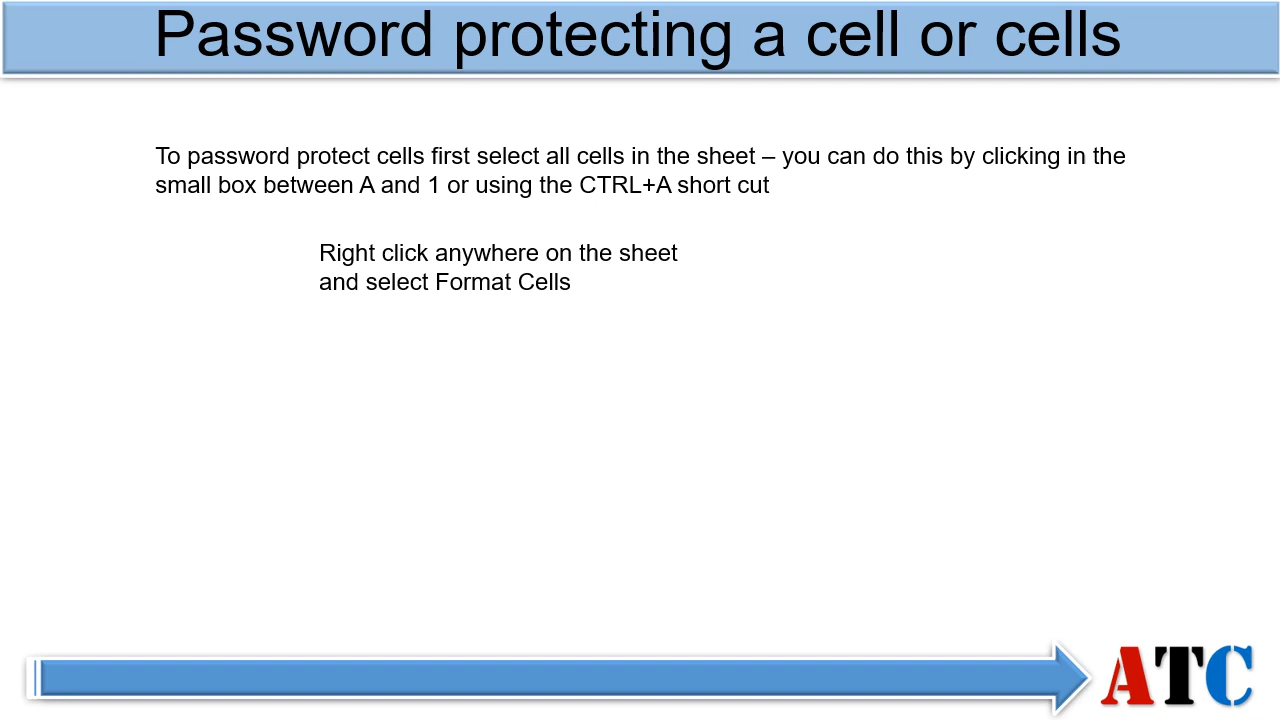 Password protecting a cell or cells
To password protect cells first select all cells in the sheet – you can do this by clicking in the
small box between A and 1 or using the CTRL+A short cut
Right click anywhere on the sheet
and select Format Cells
ATC